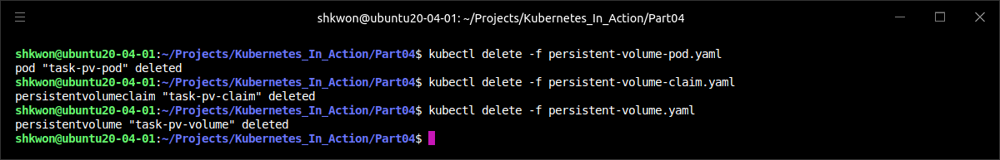 shkwon@ubuntu20-04-01: ~/Projects/Kubernetes_In_Action/Part04
shkwon@ubuntu20-04-01:~/Projects/Kubernetes_In_Action/Part04$ kubectl delete -f persistent-volume-pod.yaml
pod "task-pv-pod" deleted
shkwon@ubuntu20-04-01:~/Projects/Kubernetes_In_Action/Part04$ kubectl delete -f persistent-volume-claim.yaml
persistentvolumeclaim "task-pv-claim" deleted
shkwon@ubuntu20-04-01:~/Projects/Kubernetes_In_Action/Part04$ kubectl delete -f persistent-volume.yaml
persistentvolume "task-pv-volume" deleted
shkwon@ubuntu20-04-01:~/Projects/Kubernetes_In_Action/Part04$